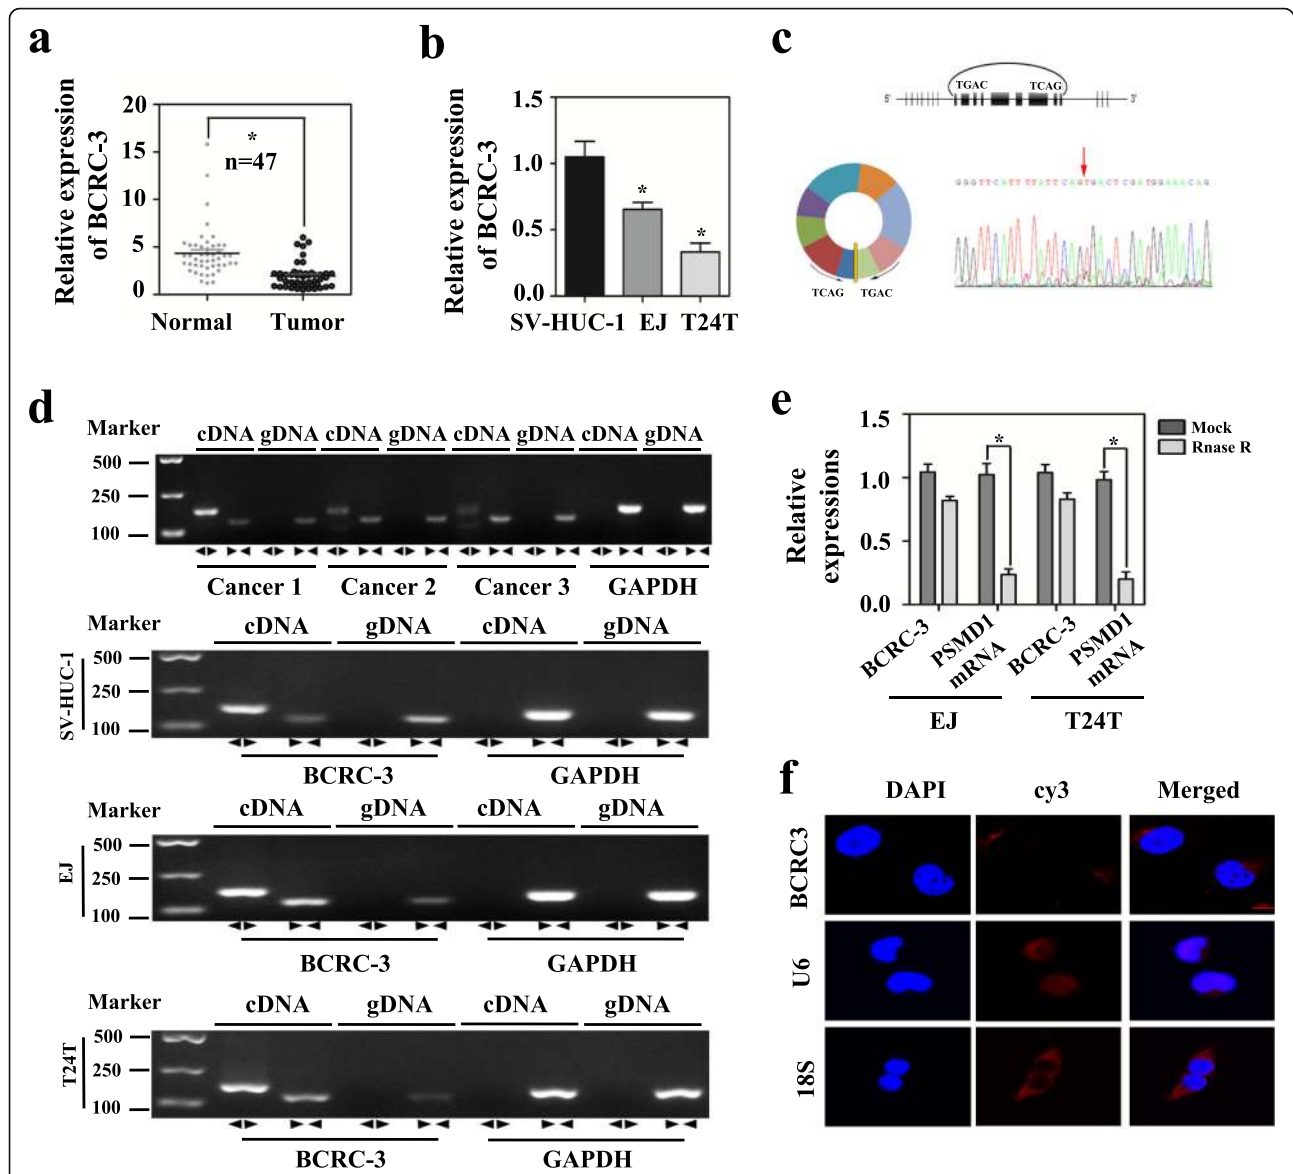 a
Relative expression
of BCRC-3
20
15
10
5
0
*
n=47
Normal Tumor
b
Relative expression
of BCRC-3
1.5
1.0
0.5
0.0
*
*
SV-HUC-1 EJ T24T
c
TGAC TCAG
5' 3'
TCAG TGAC
GGGTTCATTTTATTCAGTGACTCGATGGAAACAG
d
Marker cDNA gDNA cDNA gDNA cDNA gDNA cDNA gDNA
500
250
100
Cancer 1 Cancer 2 Cancer 3 GAPDH
Marker cDNA gDNA cDNA gDNA
SV-HUC-1
500
250
100
BCRC-3 GAPDH
Marker cDNA gDNA cDNA gDNA
EJ
500
250
100
BCRC-3 GAPDH
Marker cDNA gDNA cDNA gDNA
T24T
500
250
100
BCRC-3 GAPDH
e
Relative
expressions
1.5
1.0
0.5
0.0
*
*
Mock
Rnase R
BCRC-3
PSMD1
mRNA
BCRC-3
PSMD1
mRNA
EJ T24T
f
DAPI cy3 Merged
BCRC3
U6
18S